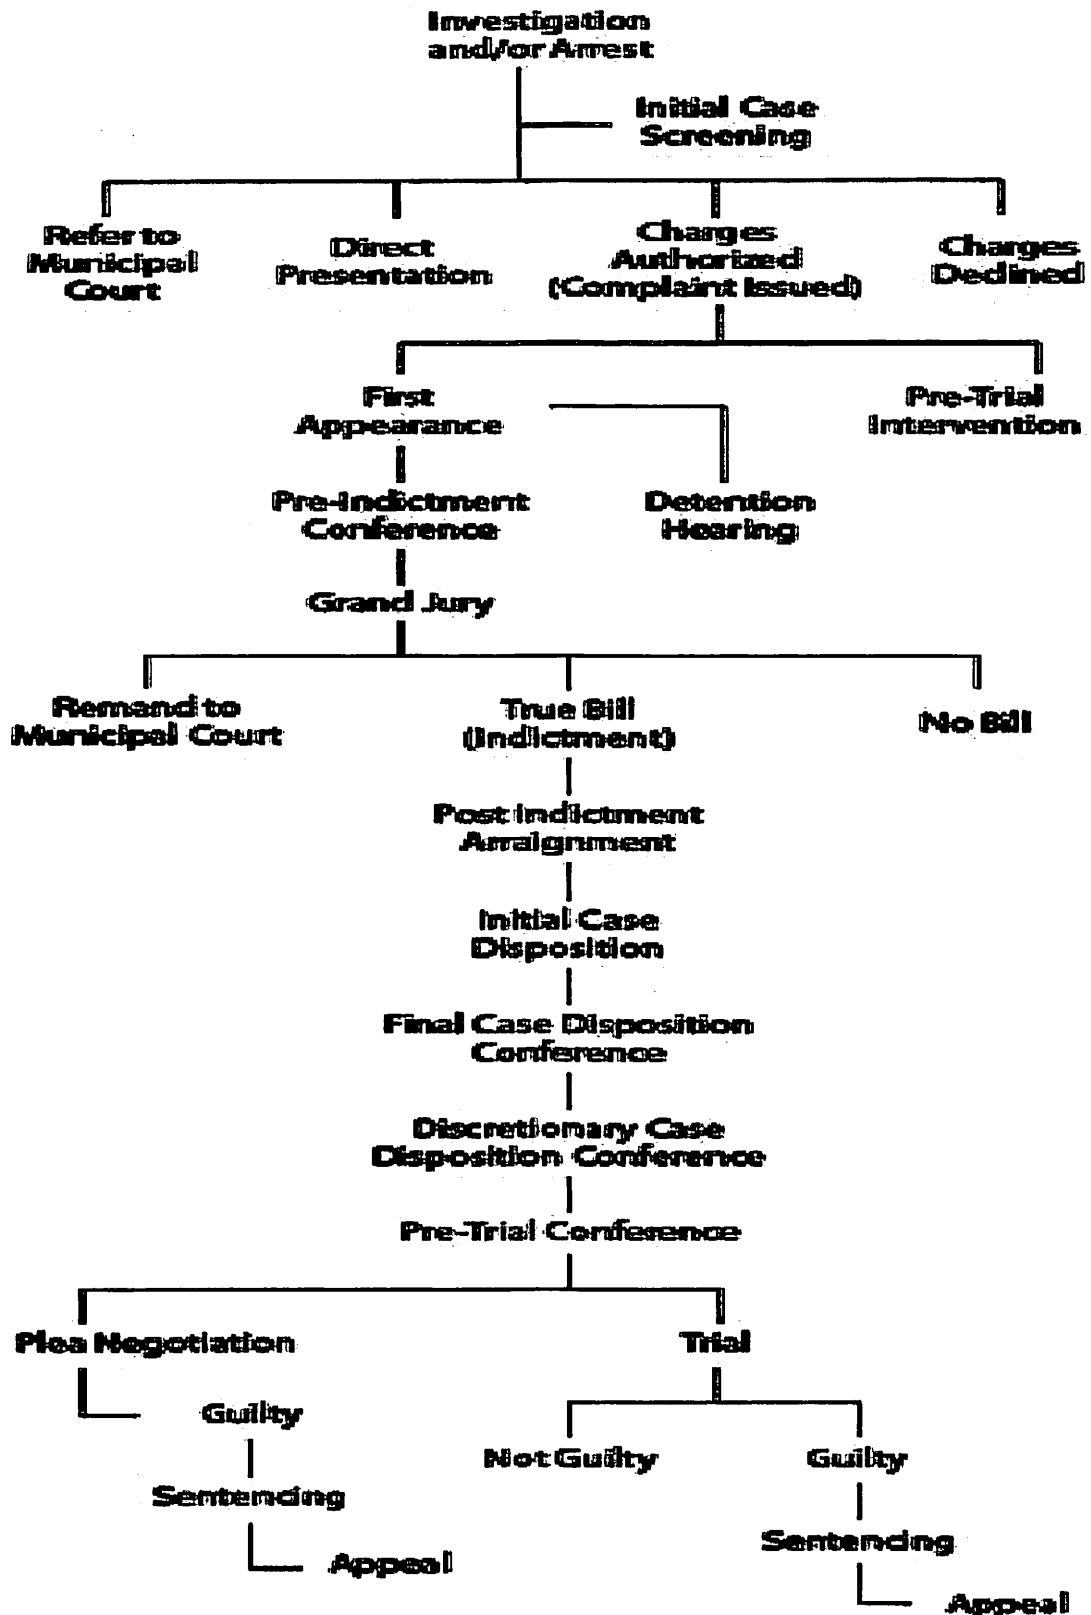 Investigation
and/or Arrest
Initial Case
Screening
Refer to
Municipal
Court
Direct
Presentation
Charges
Authorized
(Complaint Issued)
Charges
Declined
First
Appearance
Pre-Trial
Intervention
Pre-Indictment
Conference
Detention
Hearing
Grand Jury
Remand to
Municipal Court
True Bill
(Indictment)
No Bill
Post Indictment
Arraignment
Initial Case
Disposition
Final Case Disposition
Conference
Discretionary Case
Disposition Conference
Pre-Trial Conference
Plea Negotiation
Trial
Guilty
Not Guilty
Guilty
Sentencing
Sentencing
Appeal
Appeal